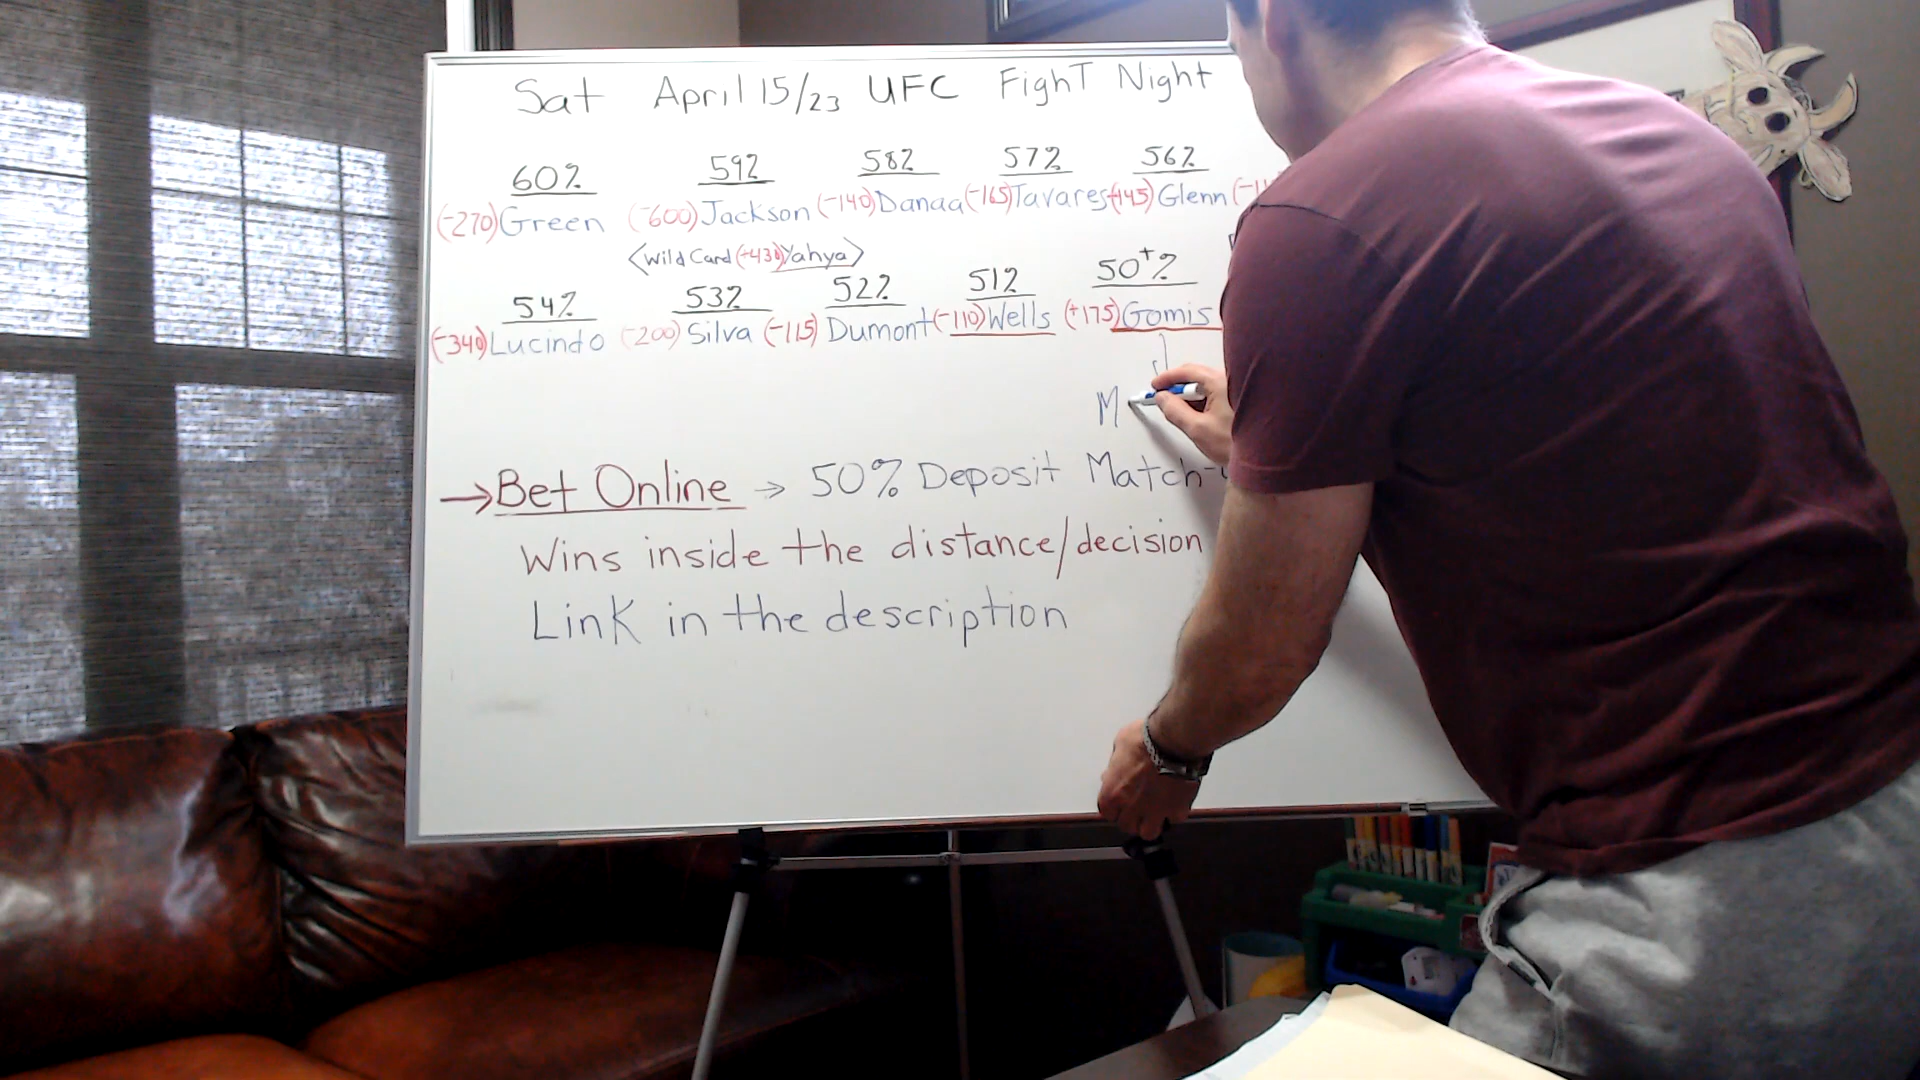 Sat April 15/23 UFC FighT Night
60% 59% 58% 57% 56%
(-270) Green (-600) Jackson (-140) Danaa (-165) Tavares (-145) Glenn (-11
<Wild Card (+430) Yahya>
54% 53% 52% 51% 50+%
(-340) Lucindo (-200) Silva (-115) Dumont (-110) Wells (+175) Gomis
M
→ Bet Online → 50% Deposit Match-
Wins inside the distance/decision
Link in the description